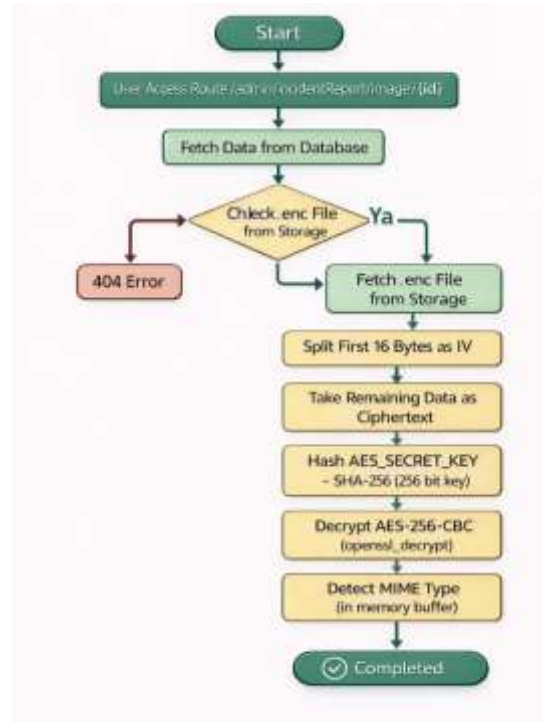 Start
User Access Route /admin/incidentReport/image/{id}
Fetch Data from Database
Chleck .enc File
from Storage
Ya
404 Error
Fetch .enc File
from Storage
Split First 16 Bytes as IV
Take Remaining Data as
Ciphertext
Hash AES_SECRET_KEY
– SHA-256 (256 bit key)
Decrypt AES-256-CBC
(openssl_decrypt)
Detect MIME Type
(in memory buffer)
Completed